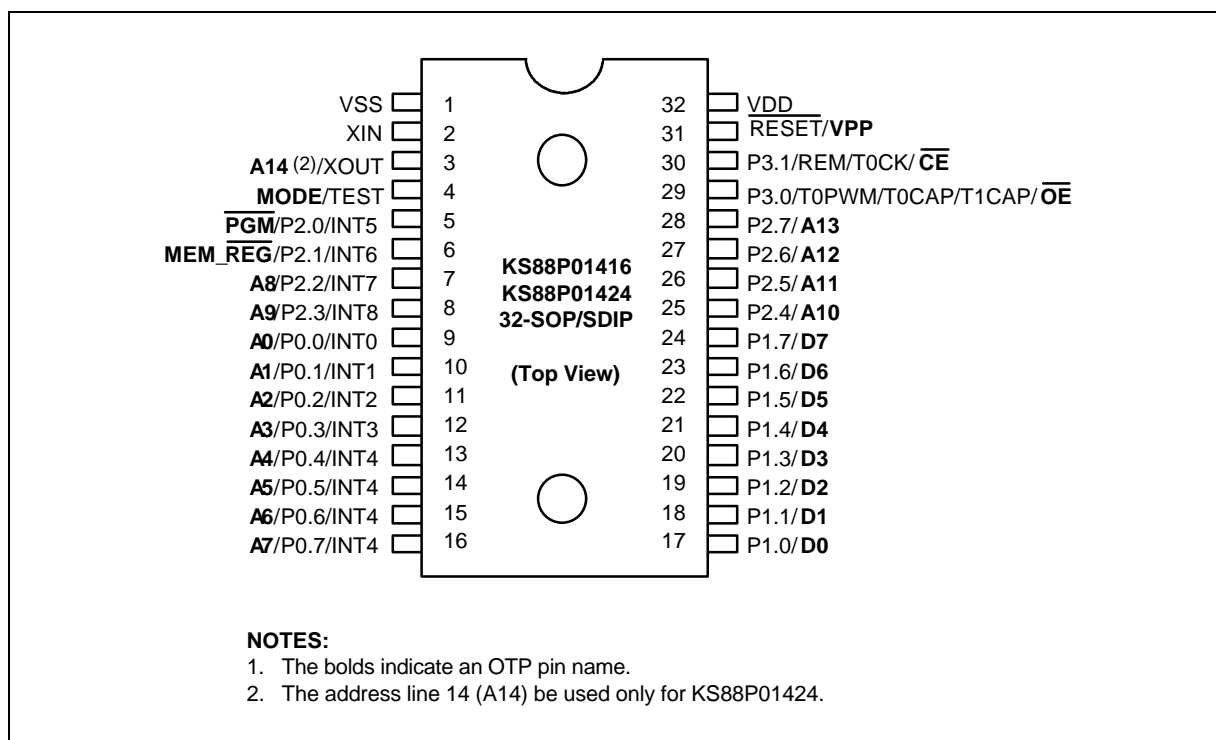 VSS 1 32 VDD
XIN 2 31 RESET/VPP
A14 (2)/XOUT 3 30 P3.1/REM/T0CK/CE
MODE/TEST 4 29 P3.0/T0PWM/T0CAP/T1CAP/OE
PGM/P2.0/INT5 5 28 P2.7/A13
MEM_REG/P2.1/INT6 6 27 P2.6/A12
A8/P2.2/INT7 7 26 P2.5/A11
A9/P2.3/INT8 8 25 P2.4/A10
A0/P0.0/INT0 9 24 P1.7/D7
A1/P0.1/INT1 10 23 P1.6/D6
A2/P0.2/INT2 11 22 P1.5/D5
A3/P0.3/INT3 12 21 P1.4/D4
A4/P0.4/INT4 13 20 P1.3/D3
A5/P0.5/INT4 14 19 P1.2/D2
A6/P0.6/INT4 15 18 P1.1/D1
A7/P0.7/INT4 16 17 P1.0/D0
KS88P01416
KS88P01424
32-SOP/SDIP
(Top View)
NOTES:
1. The bolds indicate an OTP pin name.
2. The address line 14 (A14) be used only for KS88P01424.